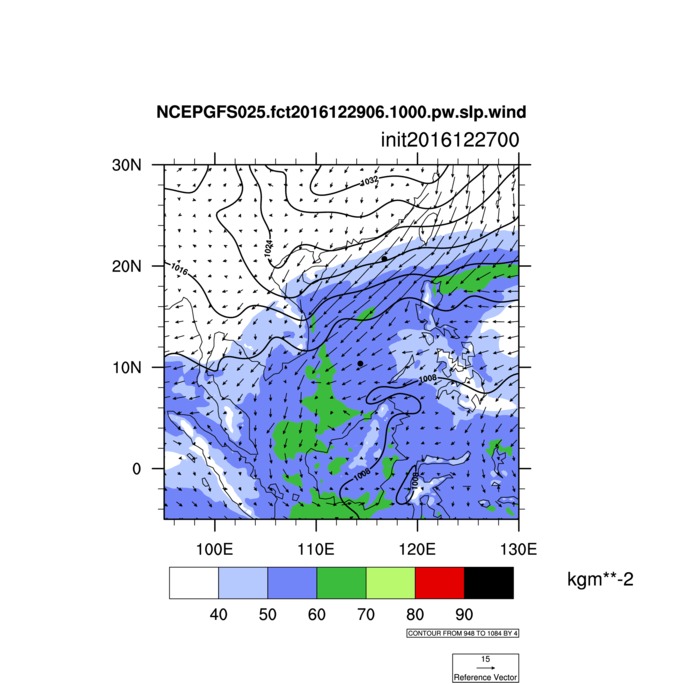 NCEPGFS025.fct2016122906.1000.pw.slp.wind
init2016122700
30N
1032
1024
20N
1016
10N
1008
0
1008
1008
100E 110E 120E 130E
kgm**-2
40 50 60 70 80 90
CONTOUR FROM 948 TO 1084 BY 4
15
Reference Vector